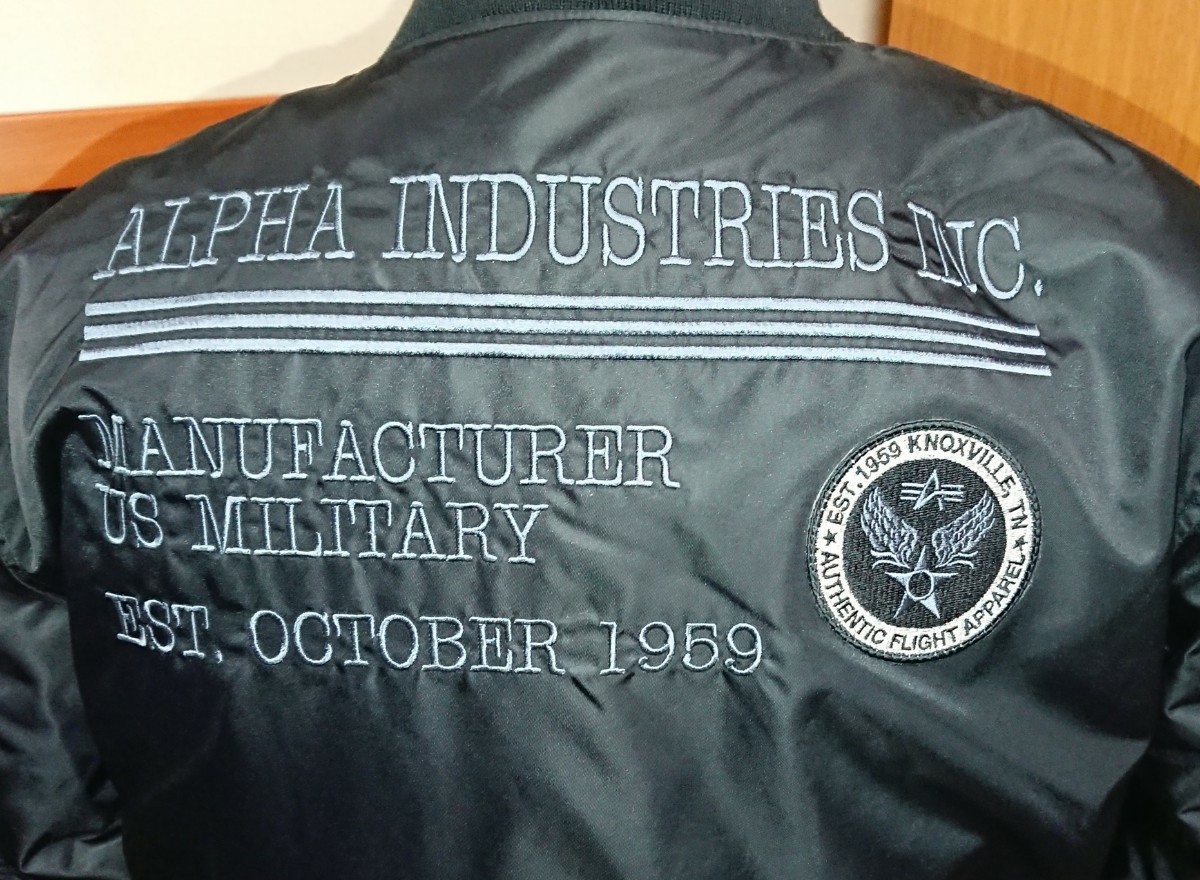 ALPHA INDUSTRIES INC.
MANUFACTURER
US MILITARY
EST. OCTOBER 1959
★ EST. 1959 KNOXVILLE, TN ★
AUTHENTIC FLIGHT APPAREL